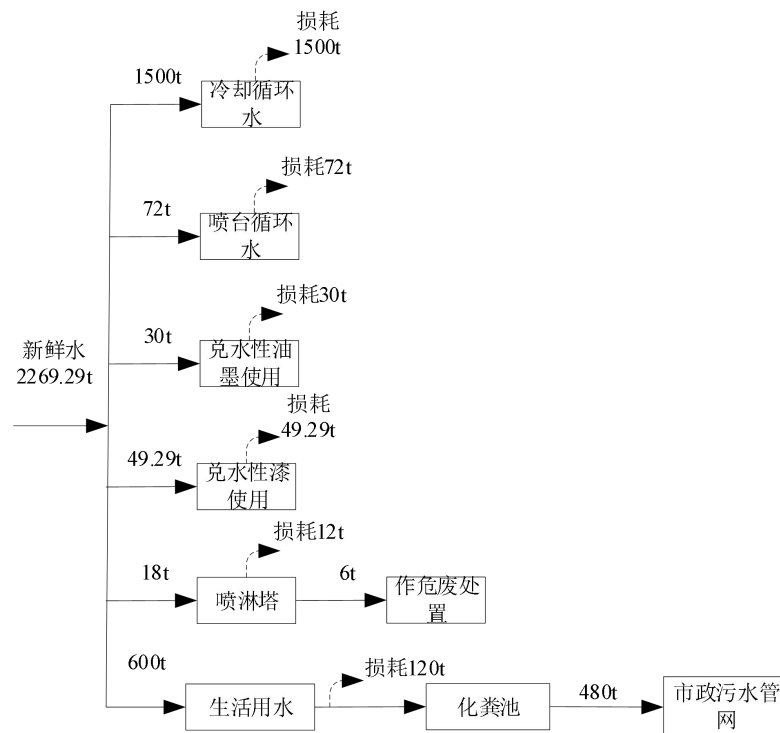 损耗
1500t
1500t
冷却循环
水
损耗72t
72t
喷台循环
水
损耗30t
30t
兑水性油
墨使用
新鲜水
2269.29t
损耗
49.29t
49.29t
兑水性漆
使用
损耗12t
18t
喷淋塔
6t
作危废处
置
600t
生活用水
损耗120t
化粪池
480t
市政污水管
网